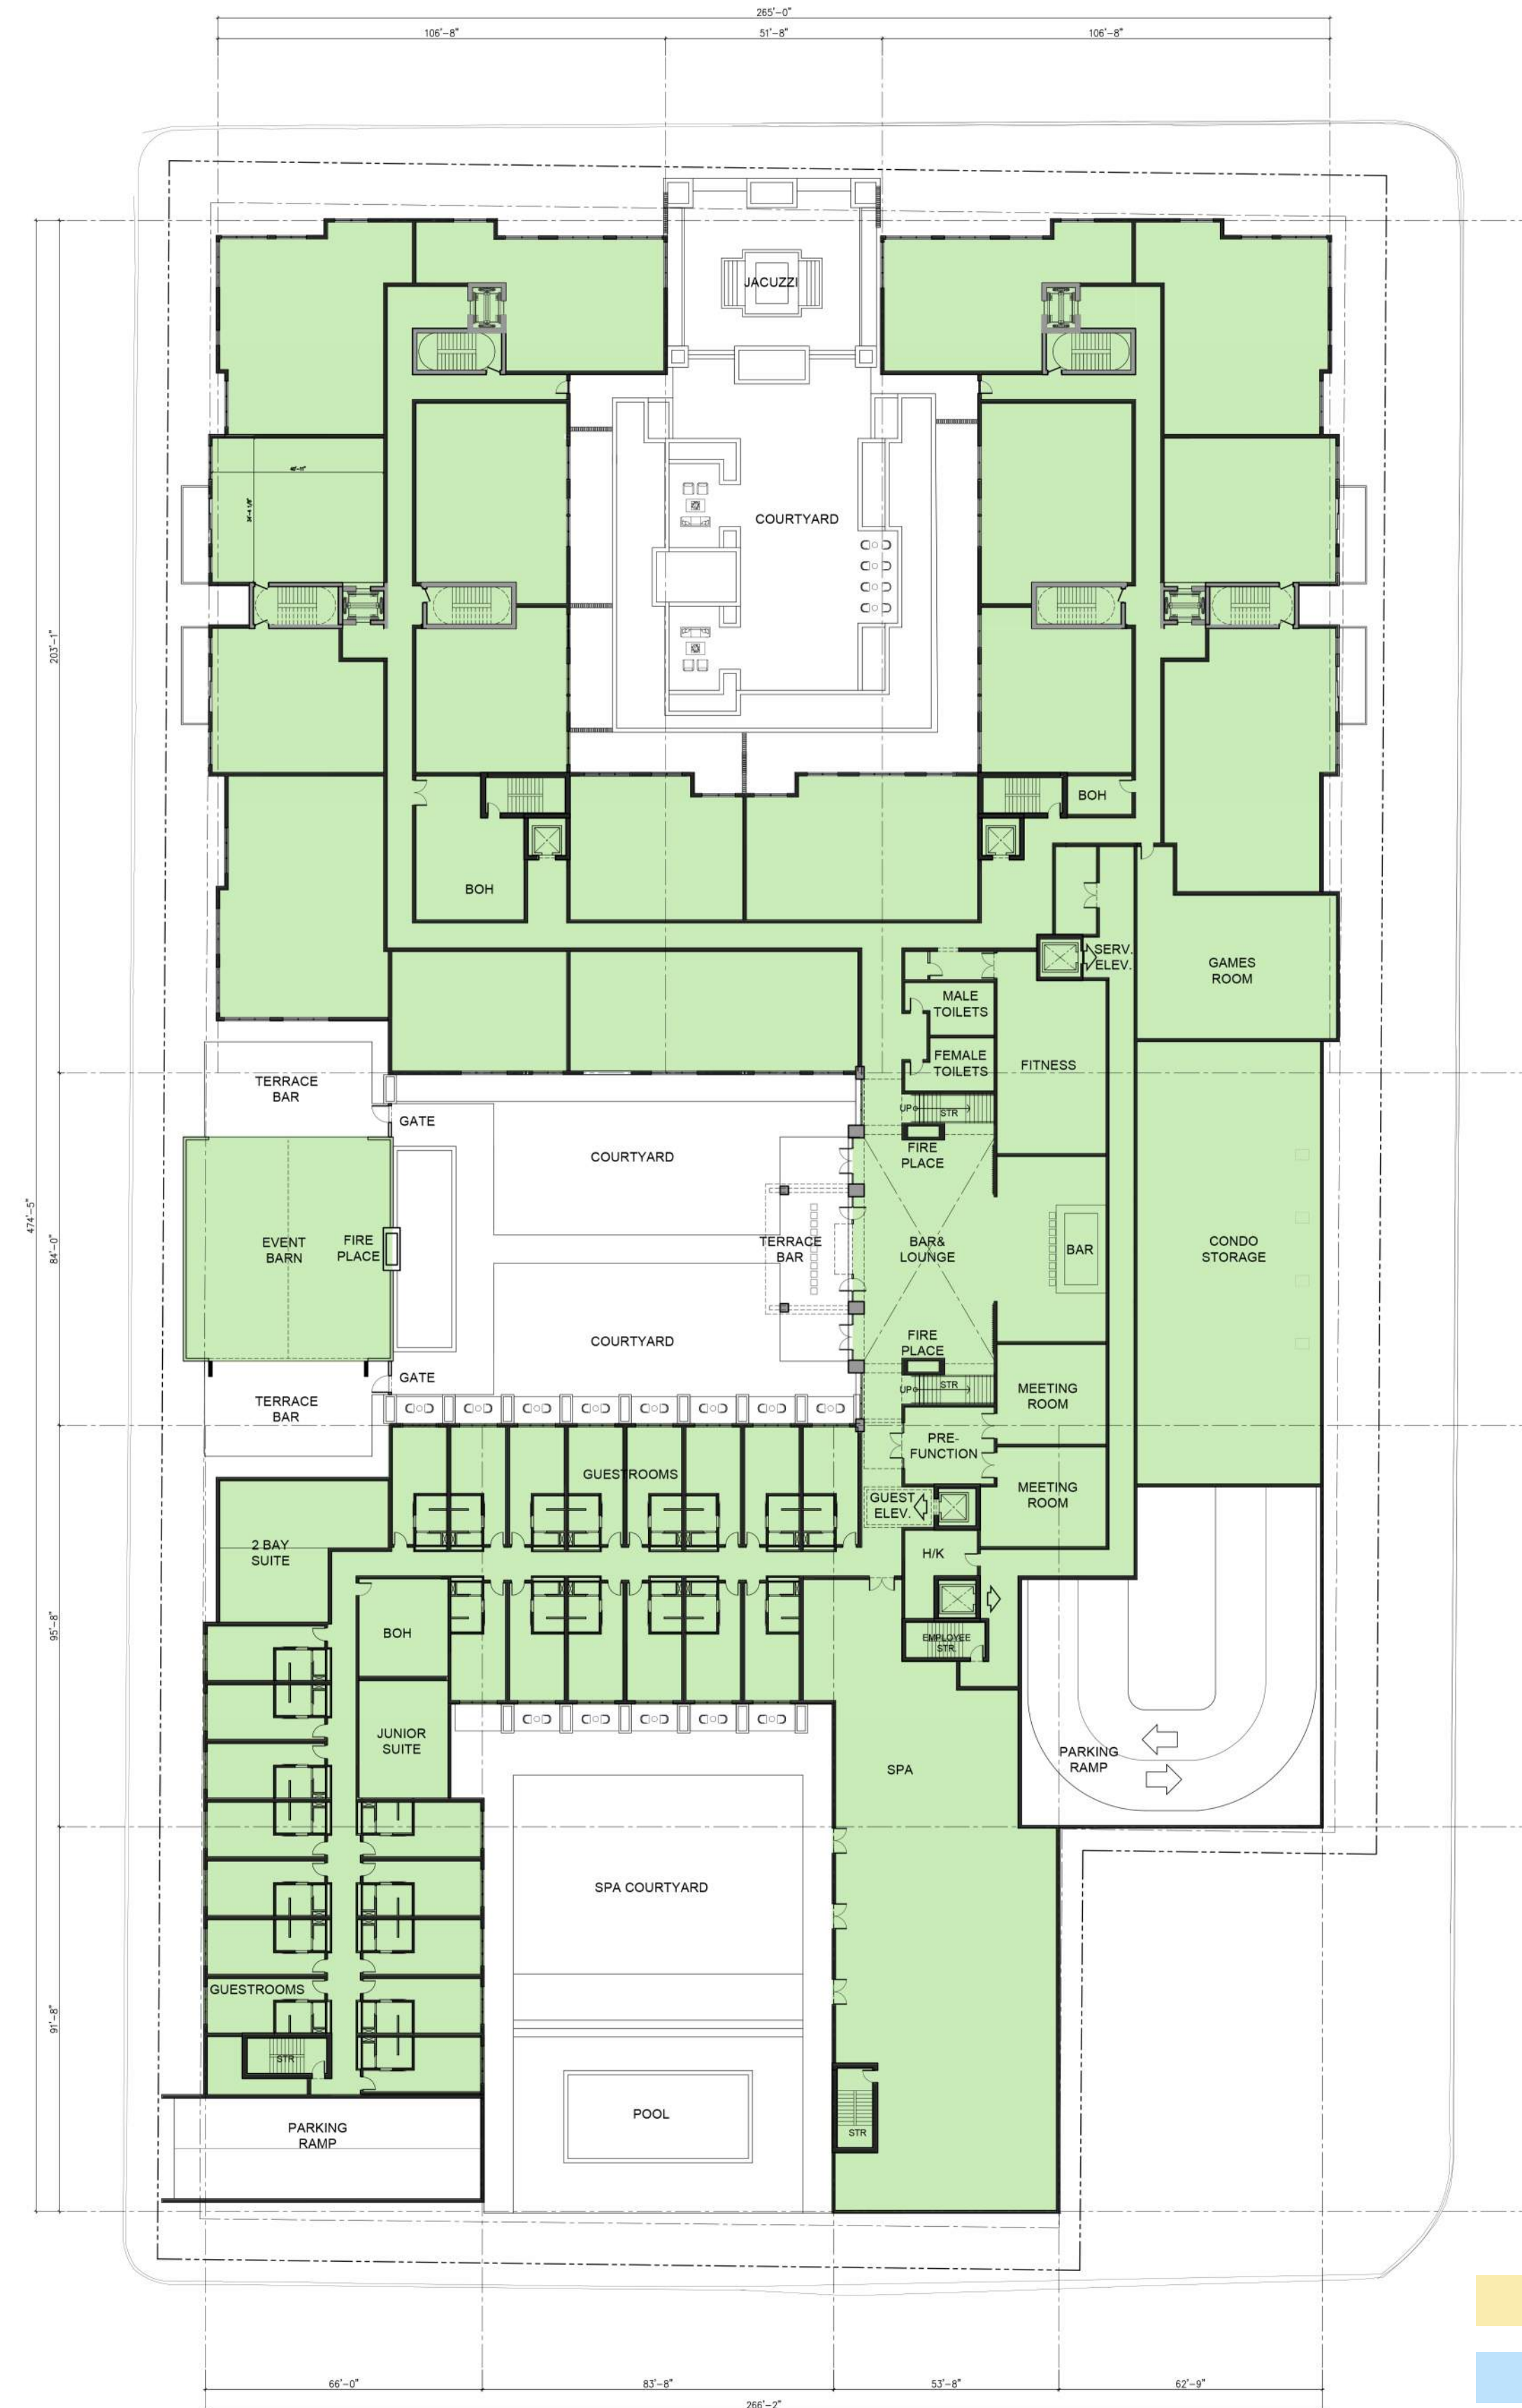 265'-0"
106'-8"
51'-8"
106'-8"
JACUZZI
COURTYARD
203'-1"
BOH
BOH
SERV.
ELEV.
GAMES
ROOM
MALE
TOILETS
FEMALE
TOILETS
FITNESS
TERRACE
BAR
GATE
UP
STR
FIRE
PLACE
COURTYARD
474'-5"
84'-0"
EVENT
BARN
FIRE
PLACE
TERRACE
BAR
BAR&
LOUNGE
BAR
CONDO
STORAGE
COURTYARD
FIRE
PLACE
GATE
UP
STR
MEETING
ROOM
TERRACE
BAR
PRE-
FUNCTION
GUESTROOMS
MEETING
ROOM
GUEST
ELEV.
2 BAY
SUITE
H/K
95'-8"
BOH
EMPLOYEE
STR.
JUNIOR
SUITE
PARKING
RAMP
SPA
SPA COURTYARD
GUESTROOMS
91'-8"
STR
POOL
PARKING
RAMP
STR
66'-0"
83'-8"
53'-8"
62'-9"
266'-2"